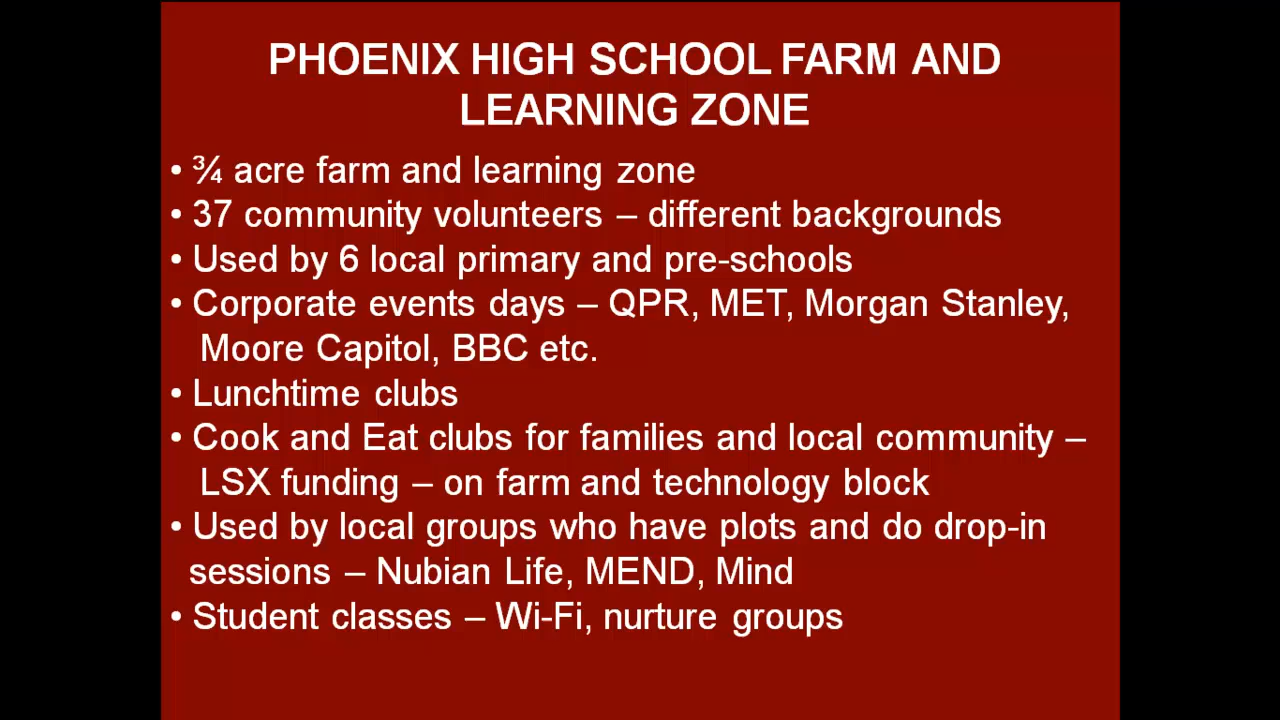 PHOENIX HIGH SCHOOL FARM AND
LEARNING ZONE
• ¾ acre farm and learning zone
• 37 community volunteers – different backgrounds
• Used by 6 local primary and pre-schools
• Corporate events days – QPR, MET, Morgan Stanley,
Moore Capitol, BBC etc.
• Lunchtime clubs
• Cook and Eat clubs for families and local community –
LSX funding – on farm and technology block
• Used by local groups who have plots and do drop-in
sessions – Nubian Life, MEND, Mind
• Student classes – Wi-Fi, nurture groups